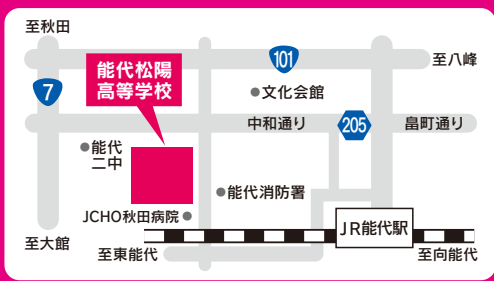 至秋田
101
至八峰
能代松陽
高等学校
7
文化会館
中和通り
205
畠町通り
能代
二中
能代消防署
JCHO秋田病院
JR能代駅
至大館
至東能代
至向能代